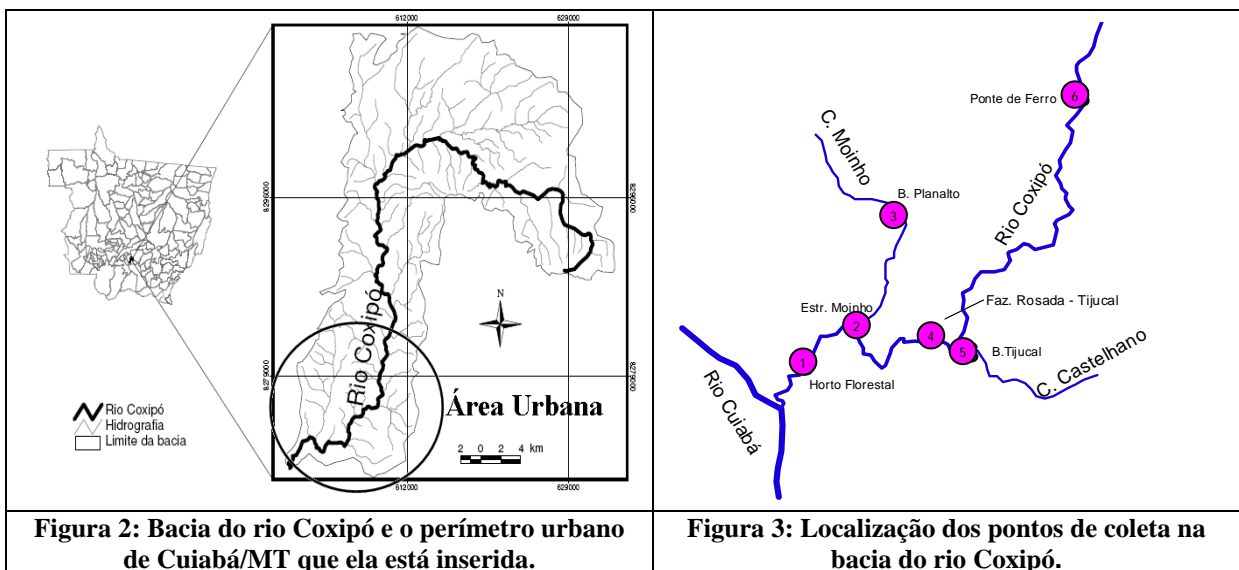 612000
629000
8296000
8296000
N
Rio Coxipó
8279000
8279000
Área Urbana
Rio Coxipó
Hidrografia
Limite da bacia
2 0 2 4 km
612000
629000
Figura 2: Bacia do rio Coxipó e o perímetro urbano
de Cuiabá/MT que ela está inserida.
Ponte de Ferro
6
C. Moinho
B. Planalto
3
Rio Coxipó
Faz. Rosada - Tijucal
Estr. Moinho
2
4
5
B.Tijucal
1
Horto Florestal
C. Castelhano
Rio Cuiabá
Figura 3: Localização dos pontos de coleta na
bacia do rio Coxipó.